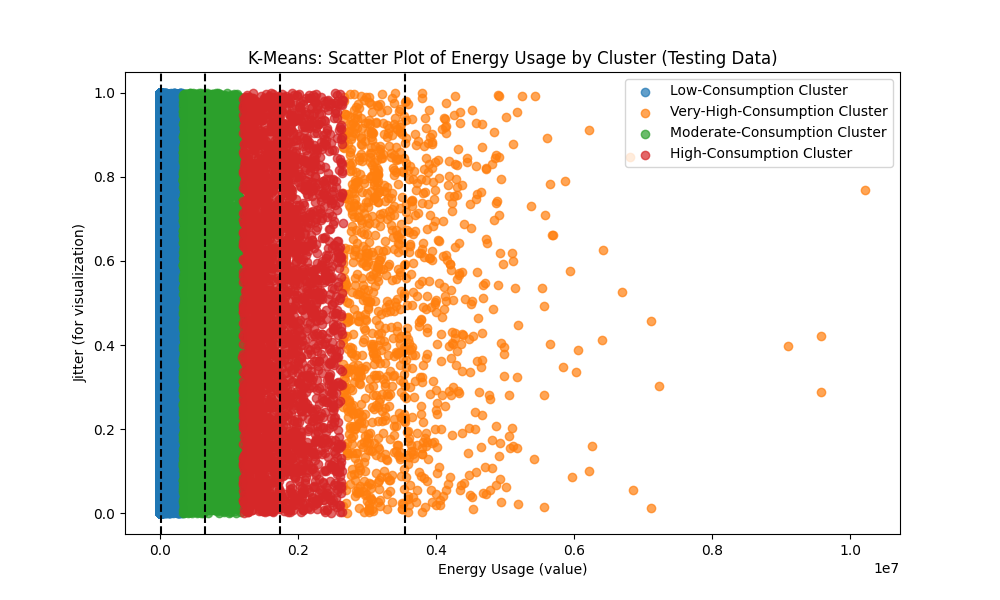 K-Means: Scatter Plot of Energy Usage by Cluster (Testing Data)
Low-Consumption Cluster
Very-High-Consumption Cluster
Moderate-Consumption Cluster
High-Consumption Cluster
Jitter (for visualization)
1.0
0.8
0.6
0.4
0.2
0.0
0.0 0.2 0.4 0.6 0.8 1.0
1e7
Energy Usage (value)